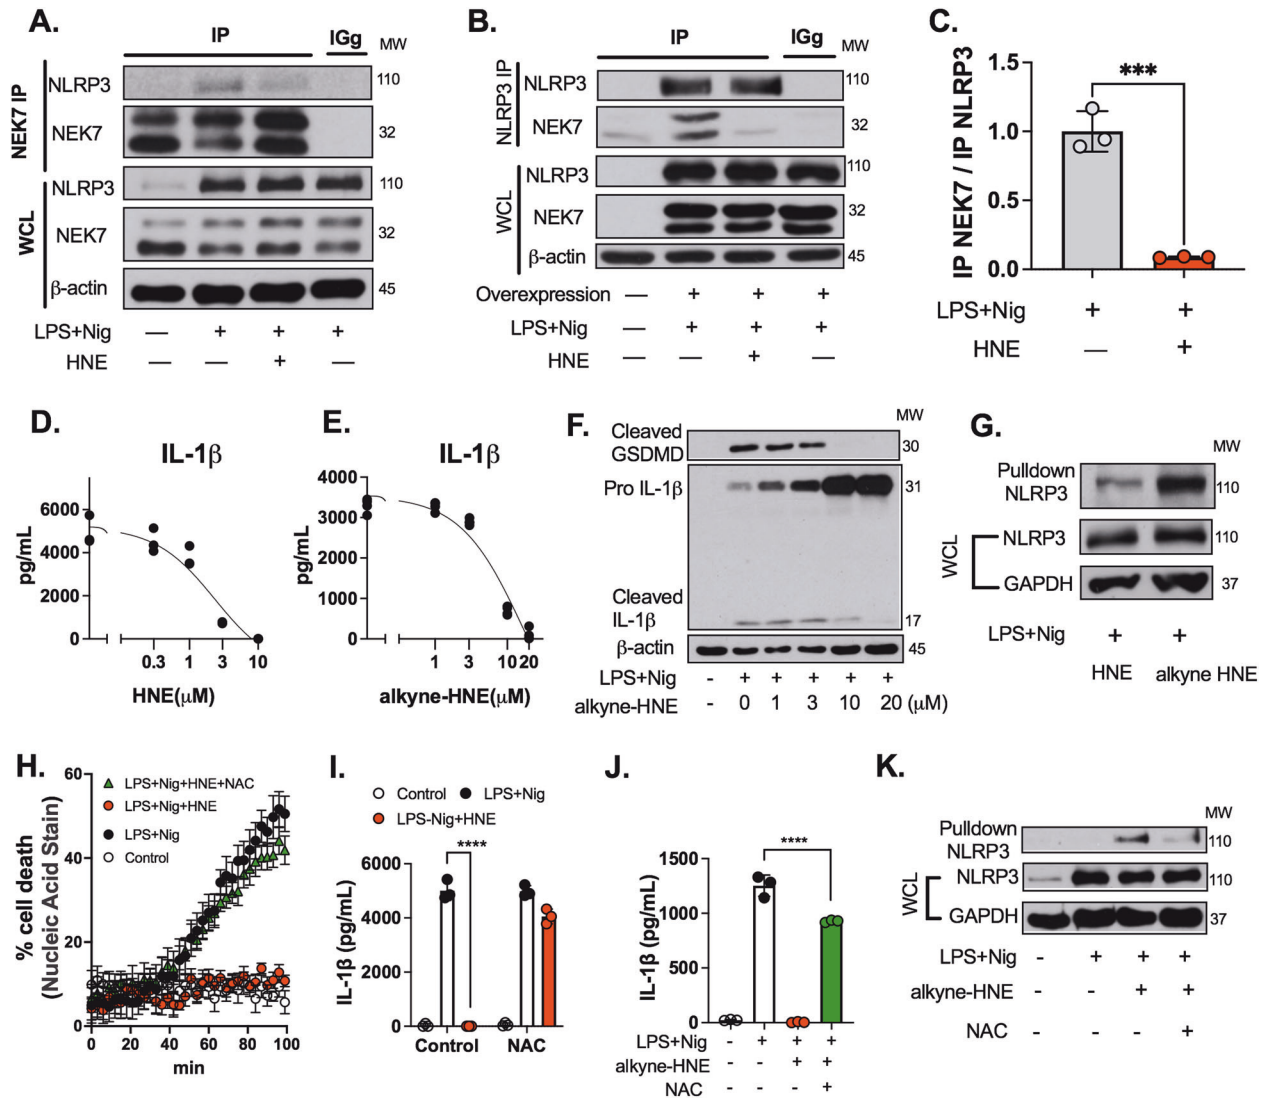 A.
IP
IGg
MW
NEK7 IP
NLRP3
110
NEK7
32
WCL
NLRP3
110
NEK7
32
β-actin
45
LPS+Nig — + + +
HNE — — + —
B.
IP
IGg
MW
NLRP3 IP
NLRP3
110
NEK7
32
WCL
NLRP3
110
NEK7
32
β-actin
45
Overexpression — + + +
LPS+Nig — + + +
HNE — — + —
C.
IP NEK7 / IP NLRP3
1.5
1.0
0.5
0.0
***
LPS+Nig + +
HNE — +
D.
IL-1β
pg/mL
6000
4000
2000
0
0.3 1 3 10
HNE(μM)
E.
IL-1β
pg/mL
4000
3000
2000
1000
0
1 3 10 20
alkyne-HNE(μM)
F.
MW
Cleaved
GSDMD
30
Pro IL-1β
31
Cleaved
IL-1β
17
β-actin
45
LPS+Nig - + + + + +
alkyne-HNE - 0 1 3 10 20 (μM)
G.
MW
Pulldown
NLRP3
110
WCL
NLRP3
110
GAPDH
37
LPS+Nig + +
HNE alkyne HNE
H.
% cell death
(Nucleic Acid Stain)
60
40
20
0
LPS+Nig+HNE+NAC
LPS+Nig+HNE
LPS+Nig
Control
0 20 40 60 80 100
min
I.
Control LPS+Nig
LPS-Nig+HNE
****
IL-1β (pg/mL)
6000
4000
2000
0
Control NAC
J.
****
IL-1β (pg/mL)
1500
1000
500
0
LPS+Nig - + + +
alkyne-HNE - - + +
NAC - - - +
K.
MW
Pulldown
NLRP3
110
WCL
NLRP3
110
GAPDH
37
LPS+Nig - + + +
alkyne-HNE - - + +
NAC - - - +